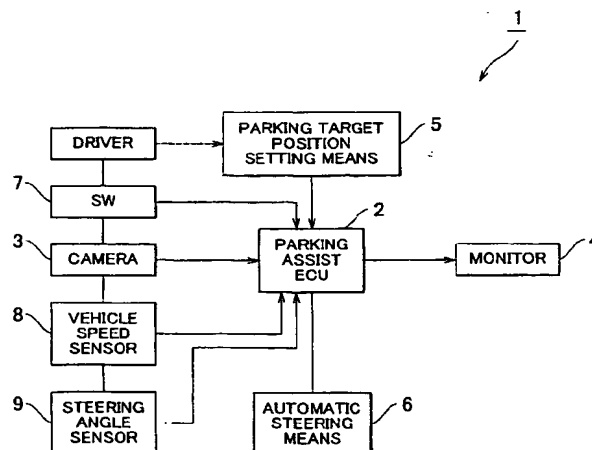 1
DRIVER
PARKING TARGET
POSITION
SETTING MEANS
5
7
SW
2
3
CAMERA
PARKING
ASSIST
ECU
MONITOR
4
8
VEHICLE
SPEED
SENSOR
9
STEERING
ANGLE
SENSOR
AUTOMATIC
STEERING
MEANS
6